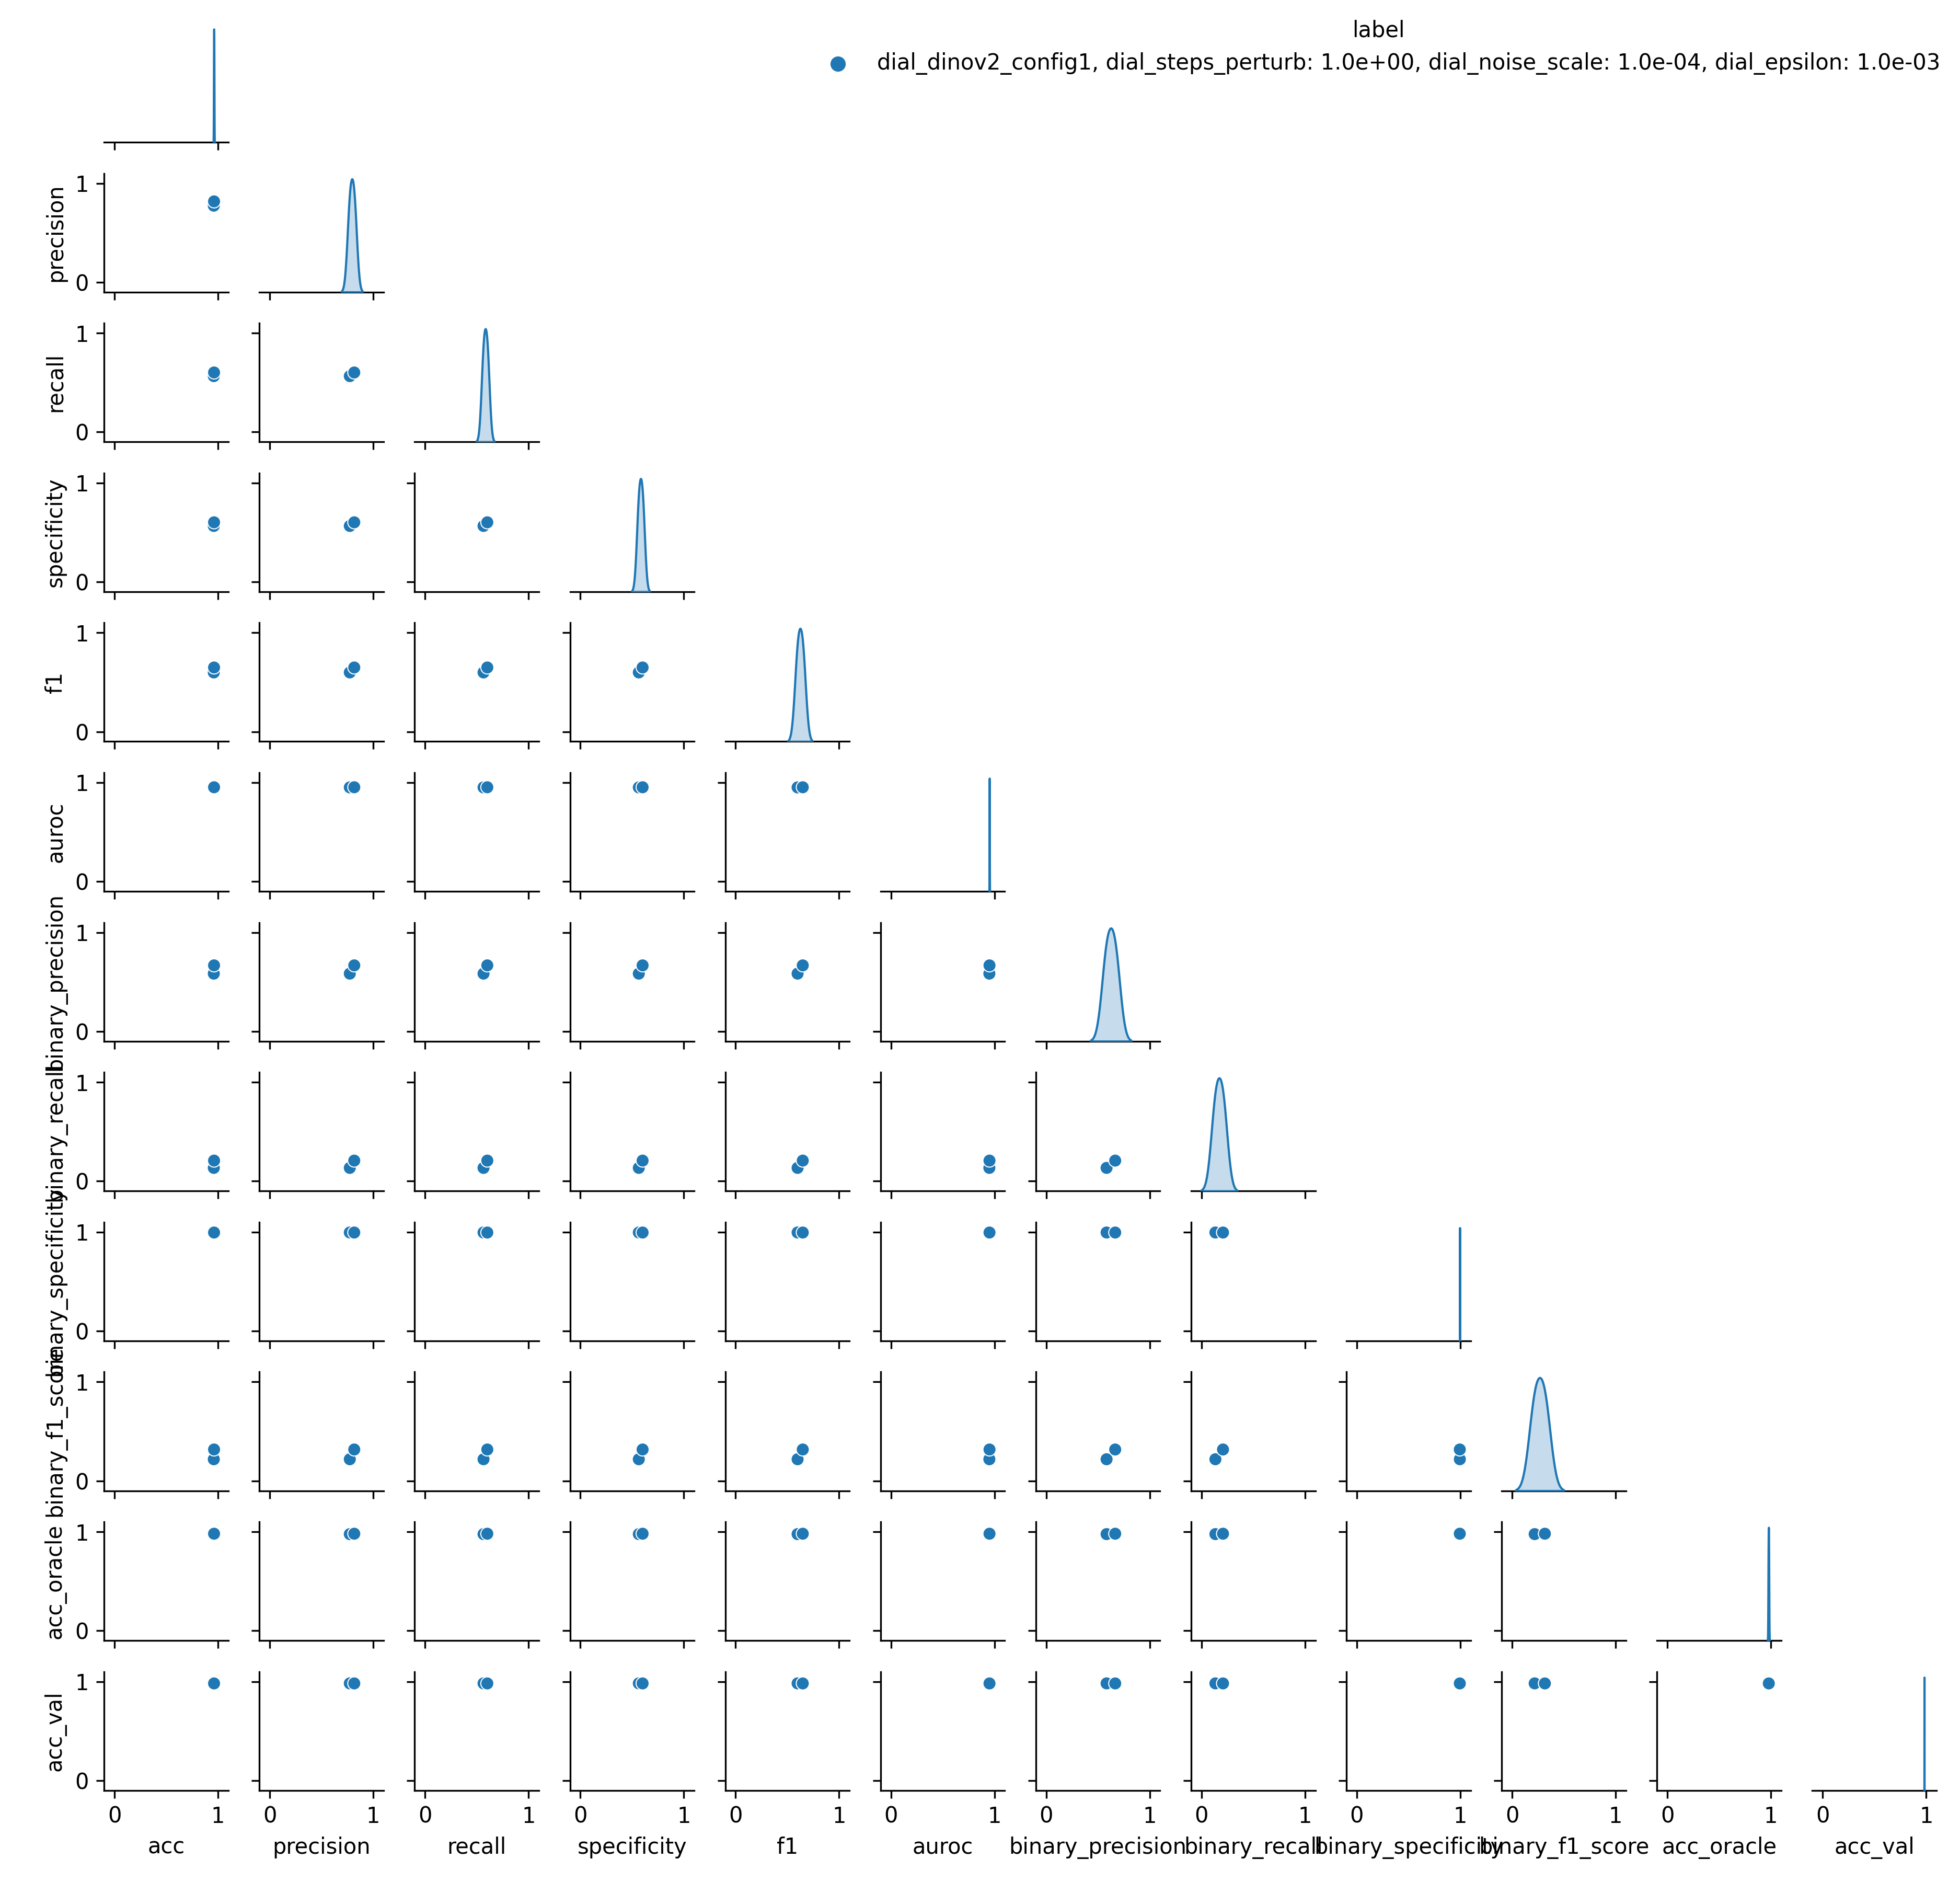 label
dial_dinov2_config1, dial_steps_perturb: 1.0e+00, dial_noise_scale: 1.0e-04, dial_epsilon: 1.0e-03
precision
1
0
recall
1
0
specificity
1
0
f1
1
0
auroc
1
0
binary_precision
1
0
binary_recall
1
0
binary_specificity
1
0
binary_f1_score
1
0
acc_oracle
1
0
acc_val
1
0
0 1 0 1 0 1 0 1 0 1 0 1 0 1 0 1 0 1 0 1 0 1 0 1
acc precision recall specificity f1 auroc binary_precision binary_recall binary_specificity binary_f1_score acc_oracle acc_val